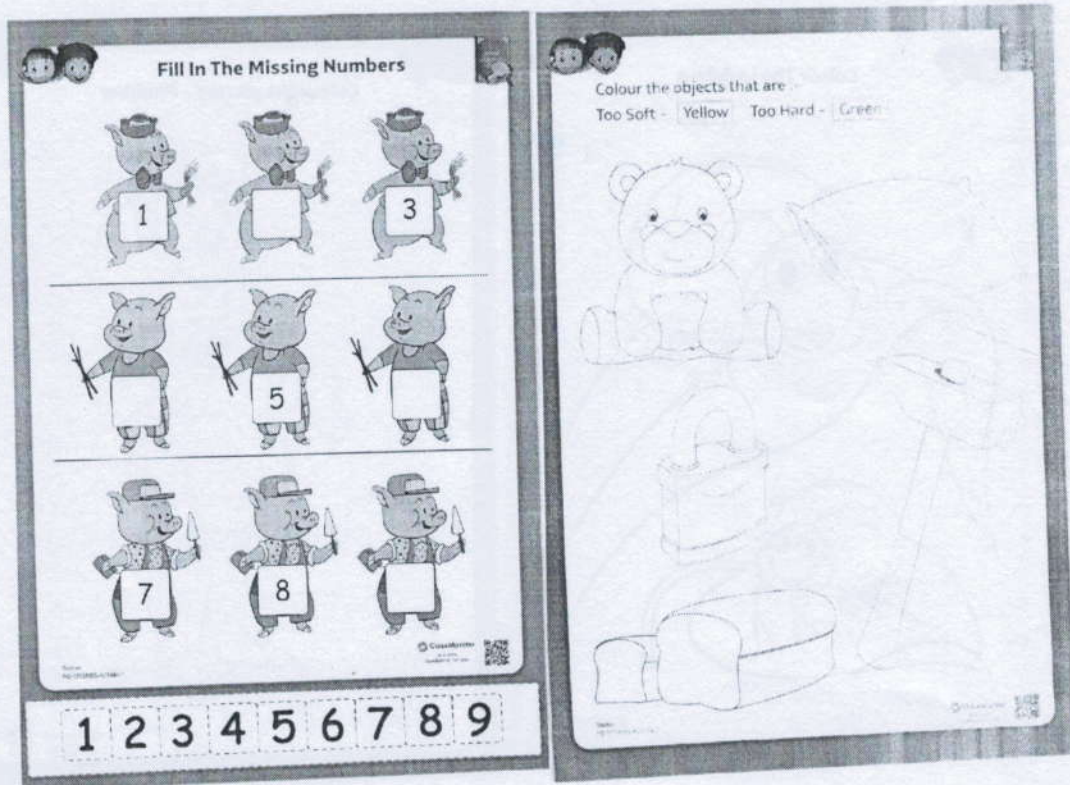 Fill In The Missing Numbers
1
3
5
7
8
ClassMonitor
1 2 3 4 5 6 7 8 9
Colour the objects that are :-
Too Soft - Yellow Too Hard - Green